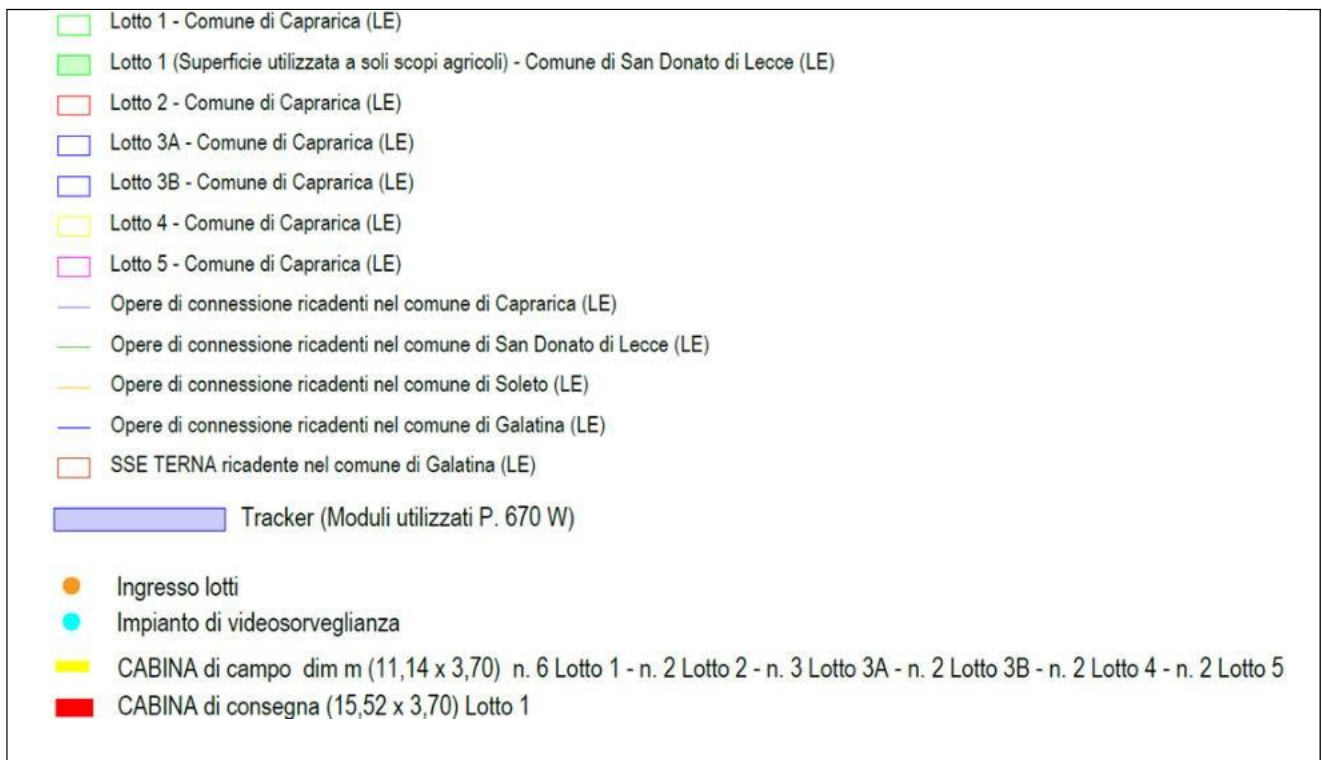 Lotto 1 - Comune di Caprarica (LE)
Lotto 1 (Superficie utilizzata a soli scopi agricoli) - Comune di San Donato di Lecce (LE)
Lotto 2 - Comune di Caprarica (LE)
Lotto 3A - Comune di Caprarica (LE)
Lotto 3B - Comune di Caprarica (LE)
Lotto 4 - Comune di Caprarica (LE)
Lotto 5 - Comune di Caprarica (LE)
Opere di connessione ricadenti nel comune di Caprarica (LE)
Opere di connessione ricadenti nel comune di San Donato di Lecce (LE)
Opere di connessione ricadenti nel comune di Soleto (LE)
Opere di connessione ricadenti nel comune di Galatina (LE)
SSE TERNA ricadente nel comune di Galatina (LE)
Tracker (Moduli utilizzati P. 670 W)
Ingresso lotti
Impianto di videosorveglianza
CABINA di campo dim m (11,14 x 3,70) n. 6 Lotto 1 - n. 2 Lotto 2 - n. 3 Lotto 3A - n. 2 Lotto 3B - n. 2 Lotto 4 - n. 2 Lotto 5
CABINA di consegna (15,52 x 3,70) Lotto 1